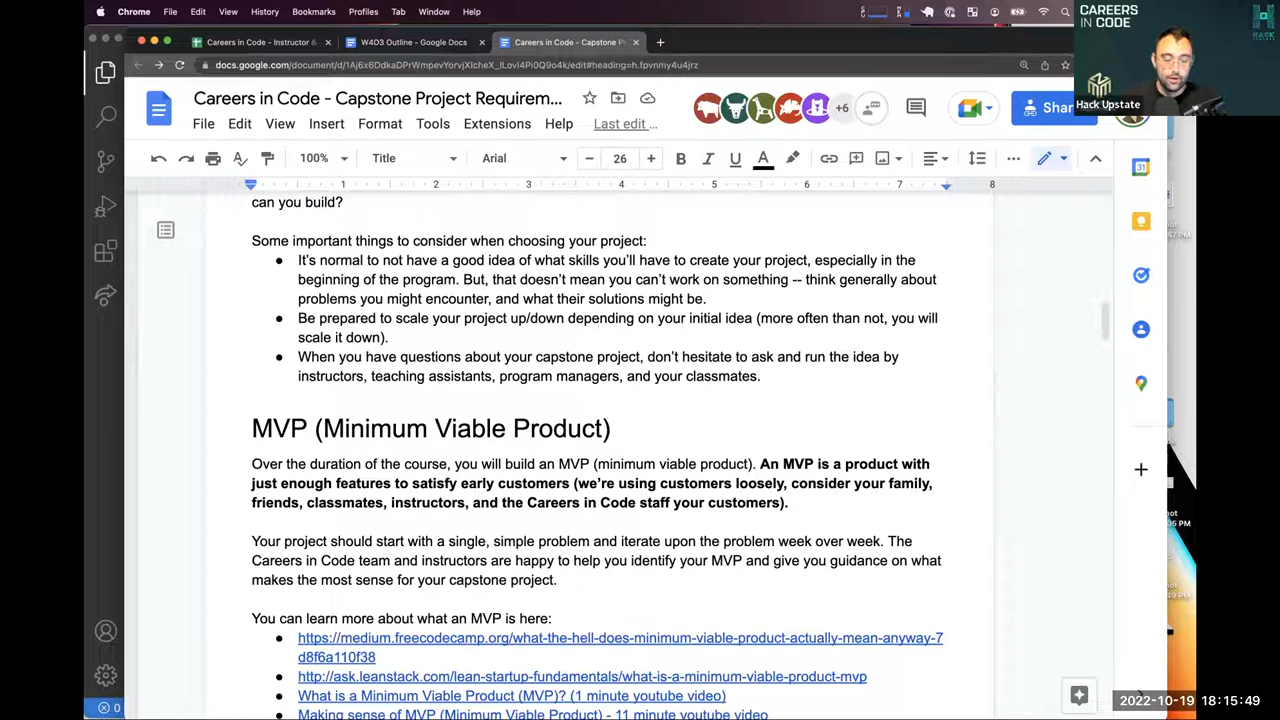 Chrome File Edit View History Bookmarks Profiles Tab Window Help
CAREERS
IN CODE
HACK
Careers in Code - Instructor &
W4D3 Outline - Google Docs
Careers in Code - Capstone P
docs.google.com/document/d/1Aj6x6DdkaDPrWmpevYorvjXIcheX_lLovI4Pi0Q9o4k/edit#heading=h.fpvnmy4u4jrz
Careers in Code - Capstone Project Requirem...
+6
Shar
Hack Upstate
File Edit View Insert Format Tools Extensions Help Last edit ...
100% Title Arial 26 B I U A
1 2 3 4 5 6 7 8
31
can you build?
Some important things to consider when choosing your project:
● It's normal to not have a good idea of what skills you'll have to create your project, especially in the
beginning of the program. But, that doesn't mean you can't work on something -- think generally about
problems you might encounter, and what their solutions might be.
● Be prepared to scale your project up/down depending on your initial idea (more often than not, you will
scale it down).
● When you have questions about your capstone project, don't hesitate to ask and run the idea by
instructors, teaching assistants, program managers, and your classmates.
MVP (Minimum Viable Product)
Over the duration of the course, you will build an MVP (minimum viable product). An MVP is a product with
just enough features to satisfy early customers (we're using customers loosely, consider your family,
friends, classmates, instructors, and the Careers in Code staff your customers).
Your project should start with a single, simple problem and iterate upon the problem week over week. The
Careers in Code team and instructors are happy to help you identify your MVP and give you guidance on what
makes the most sense for your capstone project.
You can learn more about what an MVP is here:
● https://medium.freecodecamp.org/what-the-hell-does-minimum-viable-product-actually-mean-anyway-7
d8f6a110f38
● http://ask.leanstack.com/lean-startup-fundamentals/what-is-a-minimum-viable-product-mvp
● What is a Minimum Viable Product (MVP)? (1 minute youtube video)
● Making sense of MVP (Minimum Viable Product) - 11 minute youtube video
0
2022-10-19 18:15:49